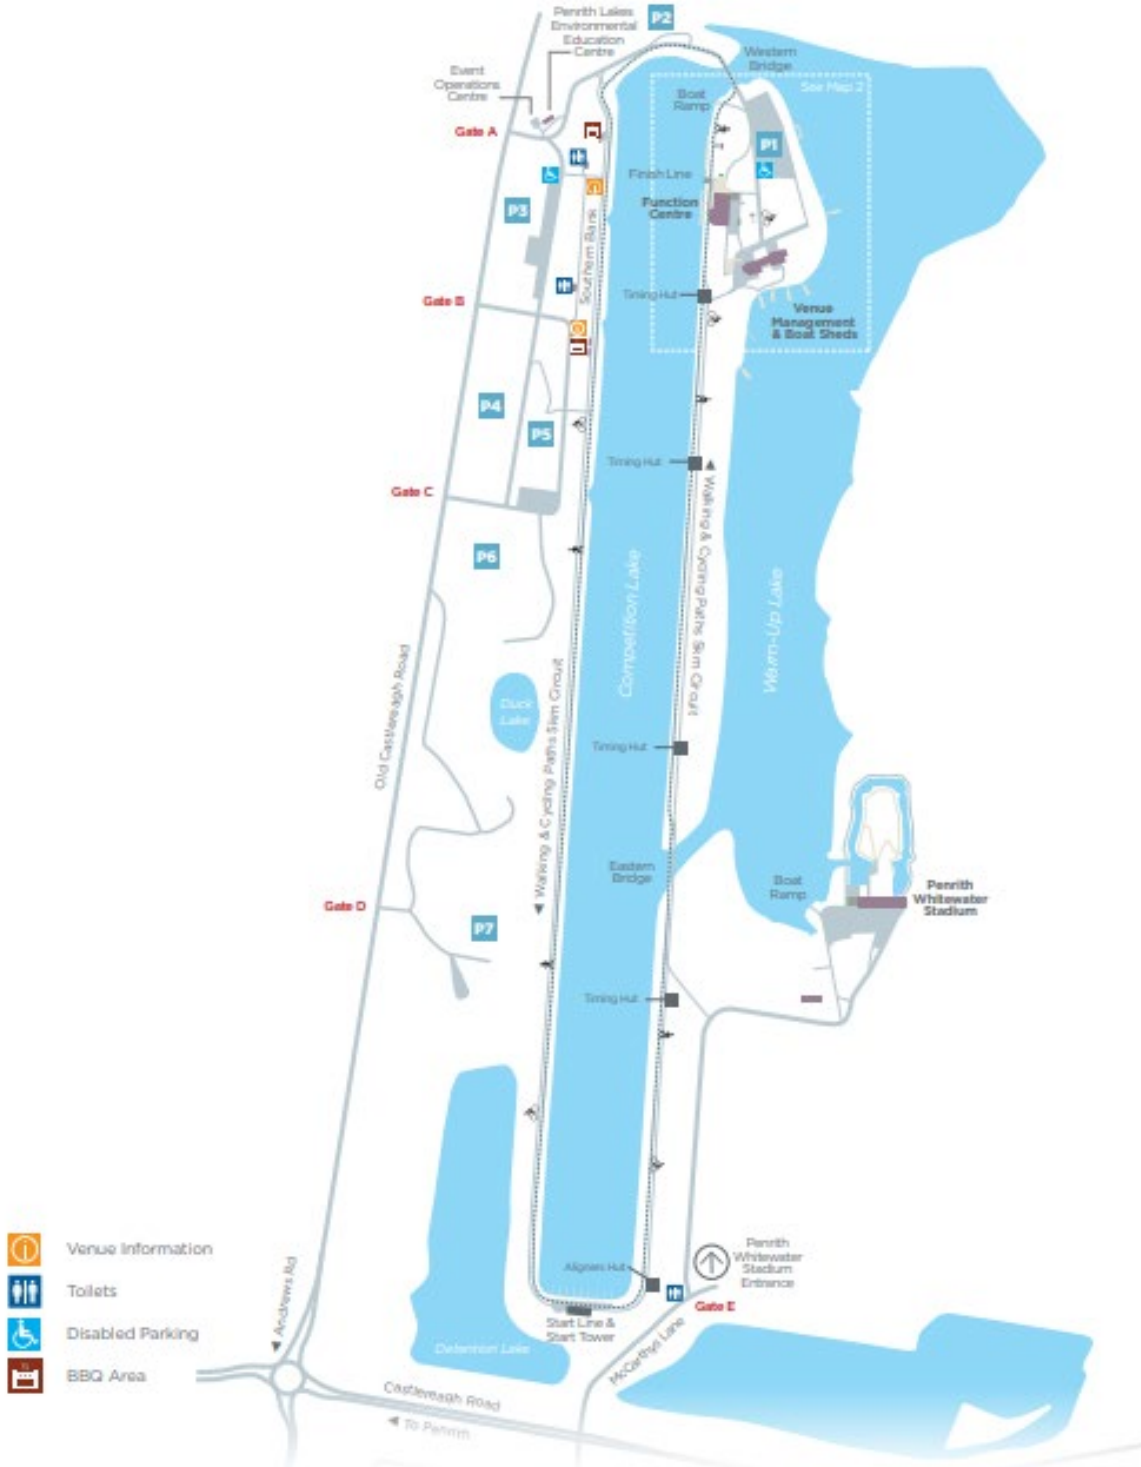 Penrith Lakes
Environmental
Education
Centre
P2
Western
Bridge
Event
Operations
Centre
See Map 2
Boat
Ramp
Gate A
P1
Finish Line
P3
Function
Centre
Southern Bank
Gate B
Timing Hut
Venue
Management
& Boat Sheds
P4
P5
Timing Hut
Gate C
Walking & Cycling Paths 5km Circuit
P6
Competition Lake
Warm-Up Lake
Old Castlereagh Road
Duck
Lake
Walking & Cycling Paths 5km Circuit
Timing Hut
Eastern
Bridge
Boat
Ramp
Penrith
Whitewater
Stadium
Gate D
P7
Timing Hut
Venue Information
Toilets
Disabled Parking
BBQ Area
Andrews Rd
Aligners Hut
Penrith
Whitewater
Stadium
Entrance
Gate E
Start Line &
Start Tower
McCarthys Lane
Detention Lake
Castlereagh Road
To Penrith